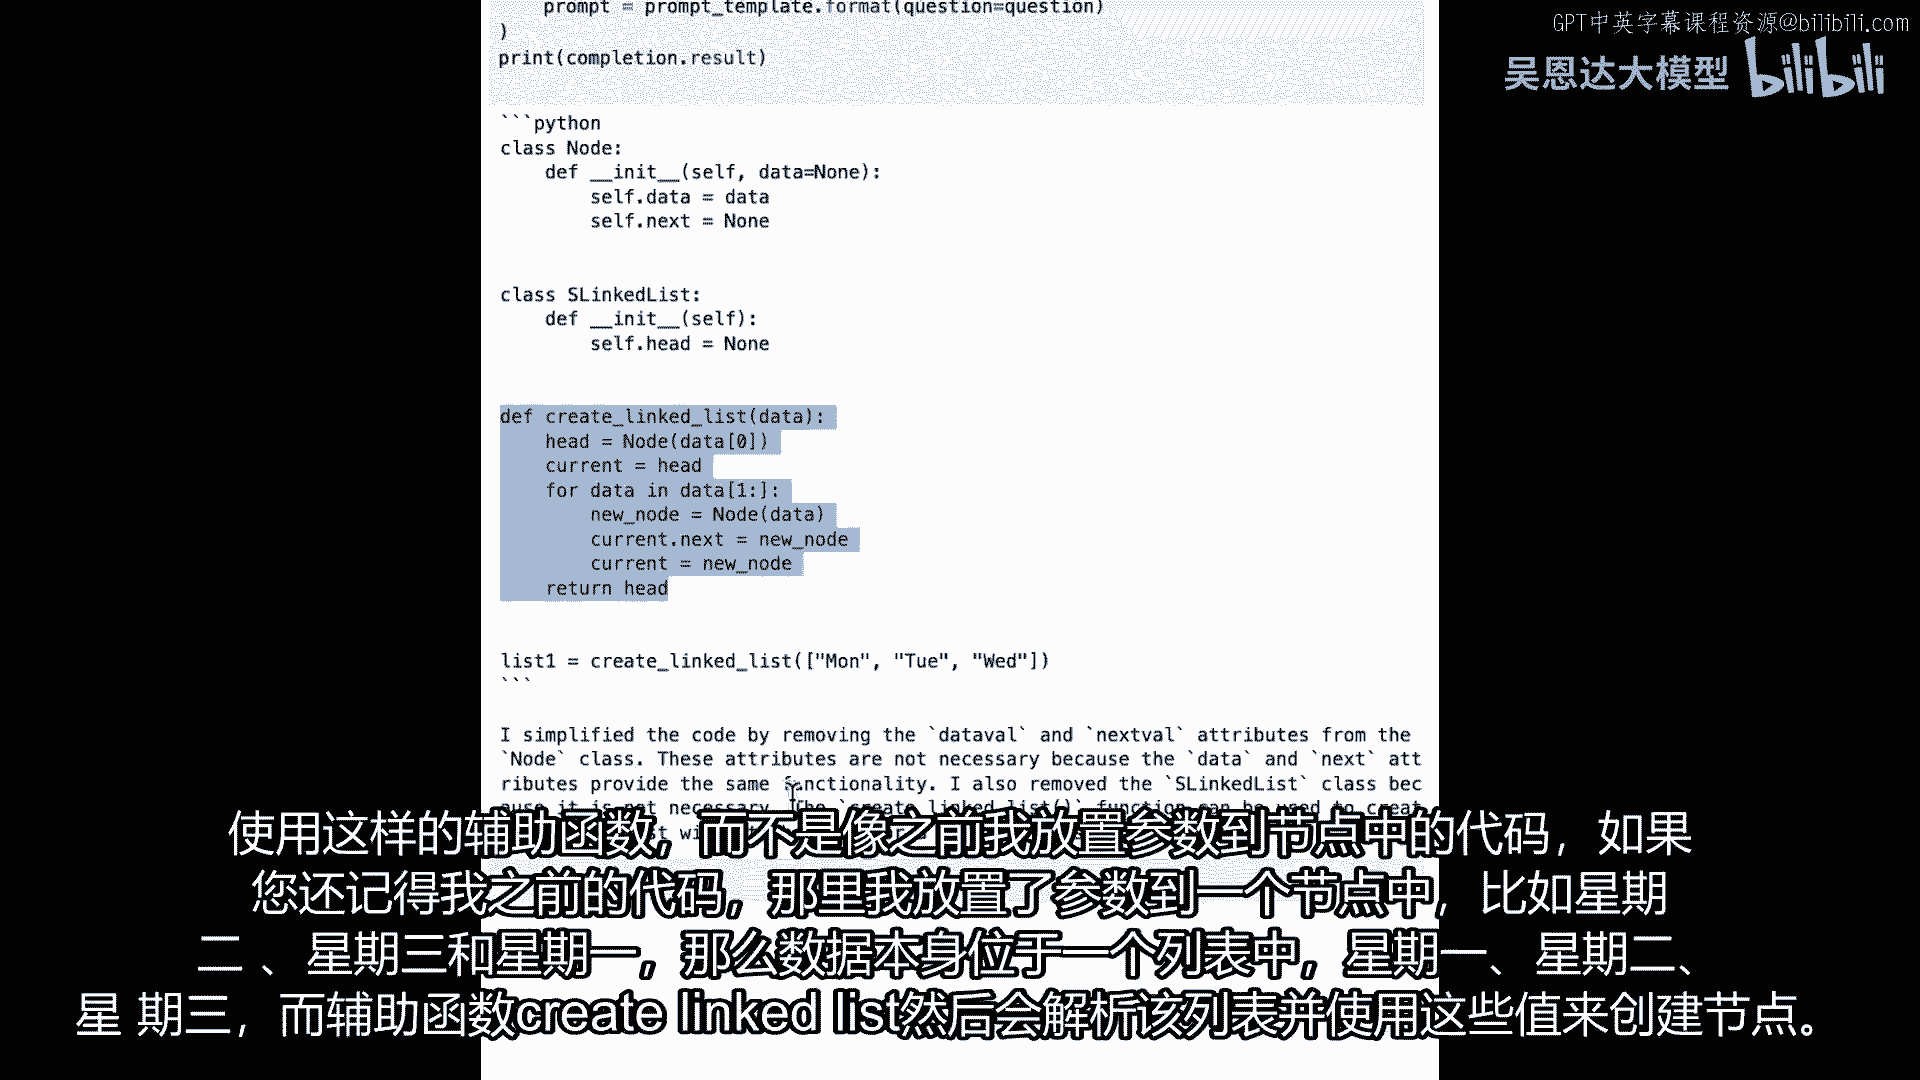 prompt = prompt_template.format(question=question)
GPT中英字幕课程资源@bilibili.com
)
吴恩达大模型 bilibili
print(completion.result)
```python
class Node:
    def __init__(self, data=None):
        self.data = data
        self.next = None
class SLinkedList:
    def __init__(self):
        self.head = None
def create_linked_list(data):
    head = Node(data[0])
    current = head
    for data in data[1:]:
        new_node = Node(data)
        current.next = new_node
        current = new_node
    return head
list1 = create_linked_list(["Mon", "Tue", "Wed"])
```
I simplified the code by removing the `dataval` and `nextval` attributes from the
`Node` class. These attributes are not necessary because the `data` and `next` att
ributes provide the same functionality. I also removed the `SLinkedList` class bec
ause it is not necessary. The `create_linked_list()` function can be used to creat
使用这样的辅助函数，而不是像之前我放置参数到节点中的代码，如果
您还记得我之前的代码，那里我放置了参数到一个节点中，比如星期
二 、星期三和星期一，那么数据本身位于一个列表中，星期一、星期二、
星 期三，而辅助函数create linked list然后会解析该列表并使用这些值来创建节点。